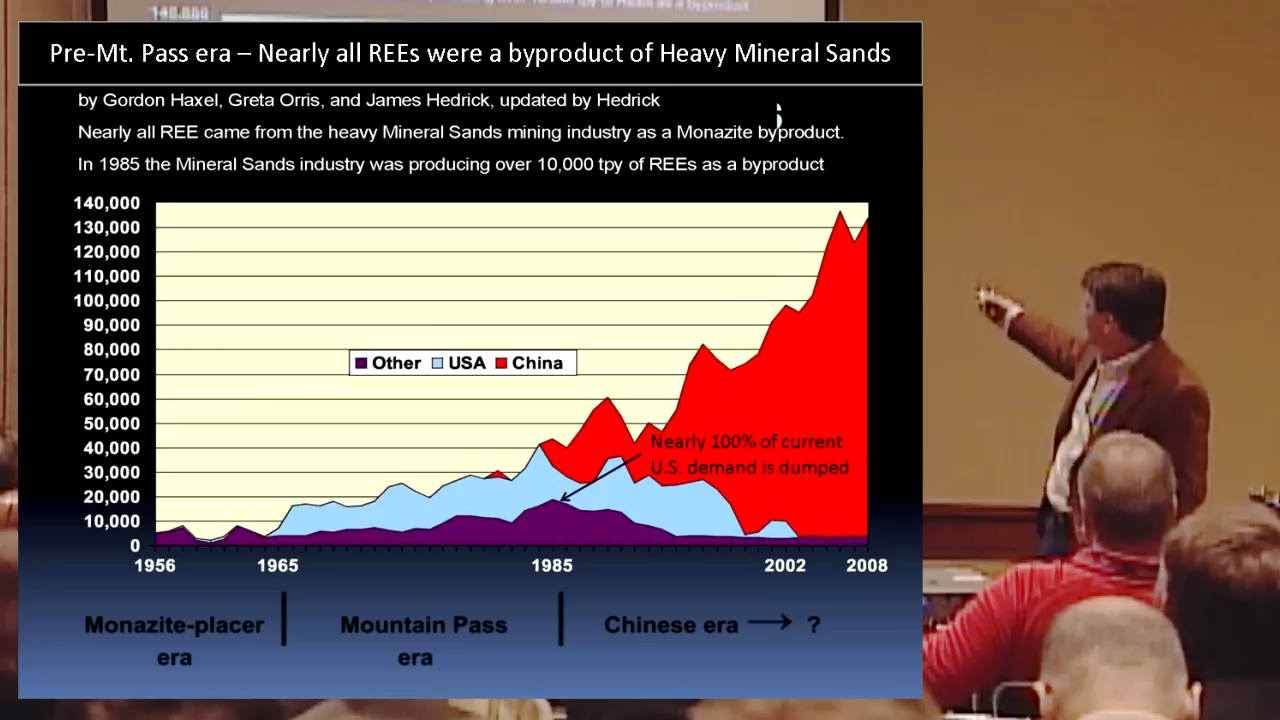 140,000
Pre-Mt. Pass era – Nearly all REEs were a byproduct of Heavy Mineral Sands
by Gordon Haxel, Greta Orris, and James Hedrick, updated by Hedrick
Nearly all REE came from the heavy Mineral Sands mining industry as a Monazite byproduct.
In 1985 the Mineral Sands industry was producing over 10,000 tpy of REEs as a byproduct
140,000
130,000
120,000
110,000
100,000
90,000
80,000
70,000
60,000
50,000
40,000
30,000
20,000
10,000
0
Other USA China
Nearly 100% of current
U.S. demand is dumped
1956 1965 1985 2002 2008
Monazite-placer
era
Mountain Pass
era
Chinese era → ?